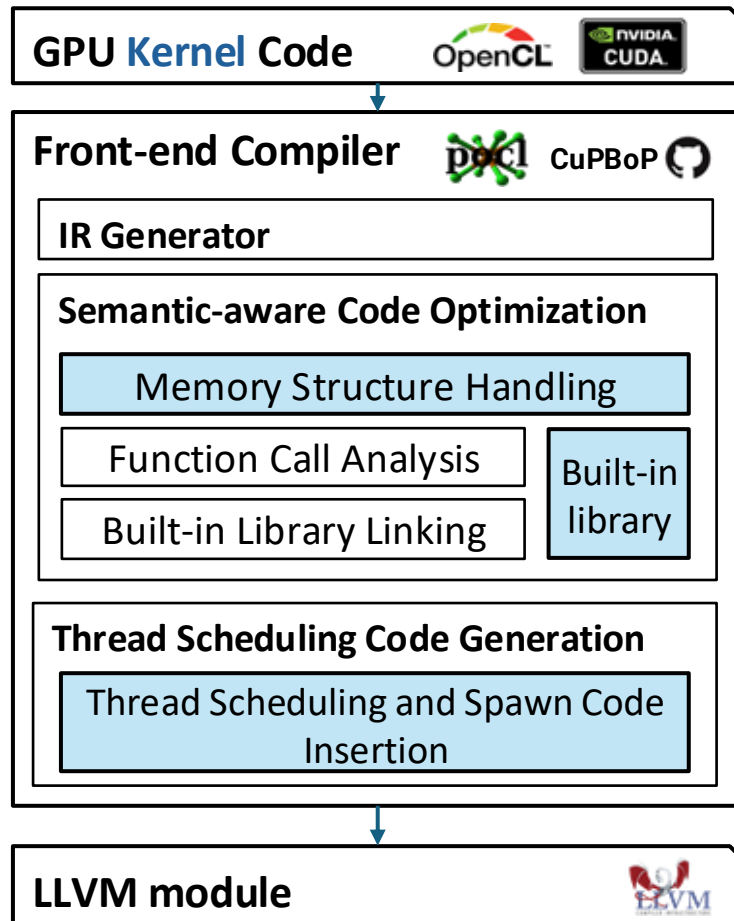 GPU Kernel Code
OpenCL
NVIDIA.
CUDA.
Front-end Compiler
pocl
CuPBoP
IR Generator
Semantic-aware Code Optimization
Memory Structure Handling
Function Call Analysis
Built-in Library Linking
Built-in
library
Thread Scheduling Code Generation
Thread Scheduling and Spawn Code
Insertion
LLVM module
LLVM